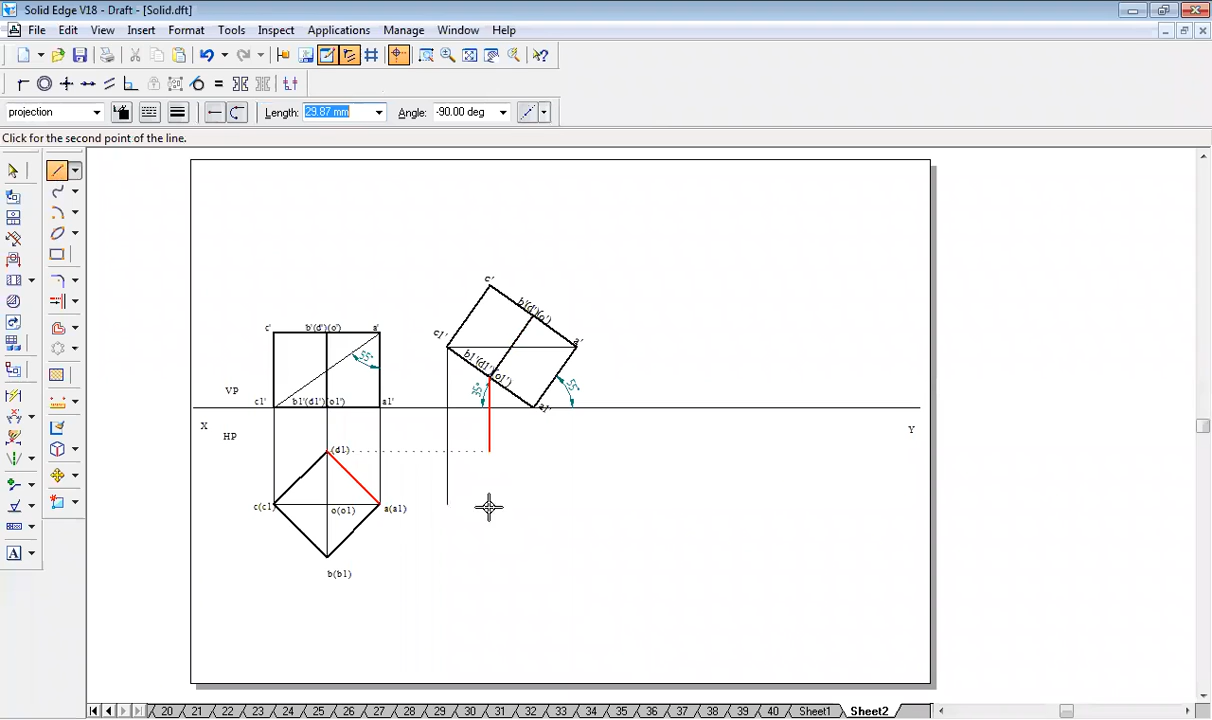 Solid Edge V18 - Draft - [Solid.dft]
File Edit View Insert Format Tools Inspect Applications Manage Window Help
projection Length: 29.87 mm Angle: -90.00 deg
Click for the second point of the line.
c'
b'(d')(o')
c' b'(d')(o') a' c1' a'
b1'(d1')(o1')
55°
VP 35° 55°
c1' b1'(d1')(o1') a1' a1'
X HP Y
(d1)
c(c1) o(o1) a(a1)
b(b1)
A
20 21 22 23 24 25 26 27 28 29 30 31 32 33 34 35 36 37 38 39 40 Sheet1 Sheet2